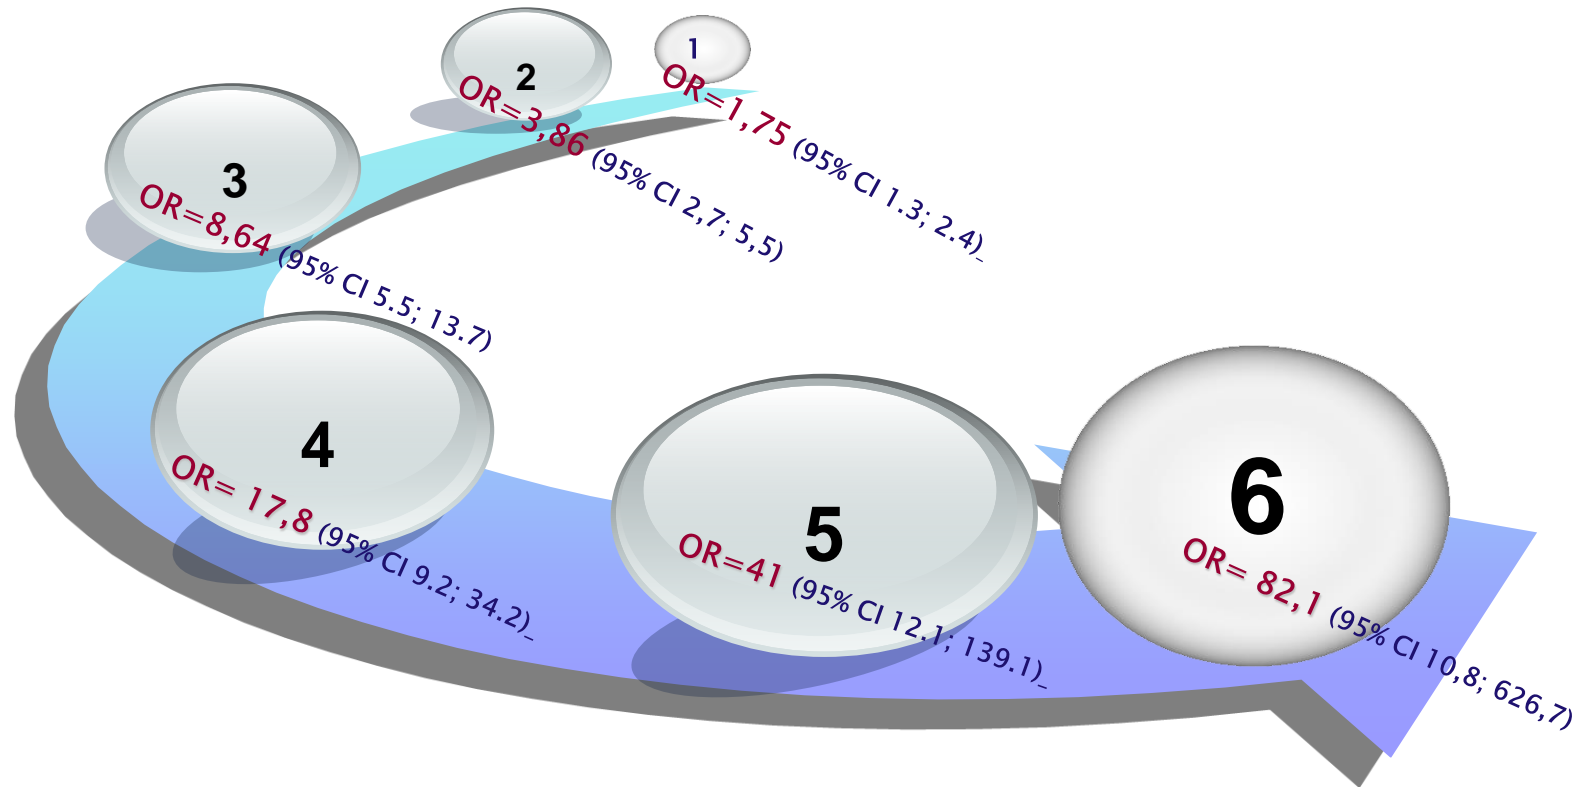 1
OR=1,75 (95% CI 1.3; 2.4)_
2
OR=3,86 (95% CI 2,7; 5,5)
3
OR=8,64 (95% CI 5.5; 13.7)
4
OR= 17,8 (95% CI 9.2; 34.2)_
5
OR=41 (95% CI 12.1; 139.1)_
6
OR= 82,1 (95% CI 10,8; 626,7)